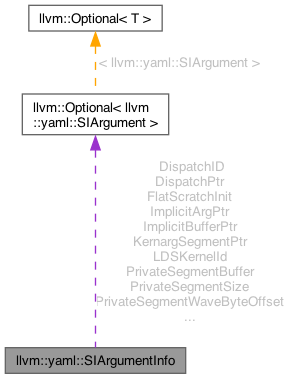 llvm::Optional< T >
< llvm::yaml::SIArgument >
llvm::Optional< llvm
::yaml::SIArgument >
DispatchID
DispatchPtr
FlatScratchInit
ImplicitArgPtr
ImplicitBufferPtr
KernargSegmentPtr
LDSKernelId
PrivateSegmentBuffer
PrivateSegmentSize
PrivateSegmentWaveByteOffset
...
llvm::yaml::SIArgumentInfo